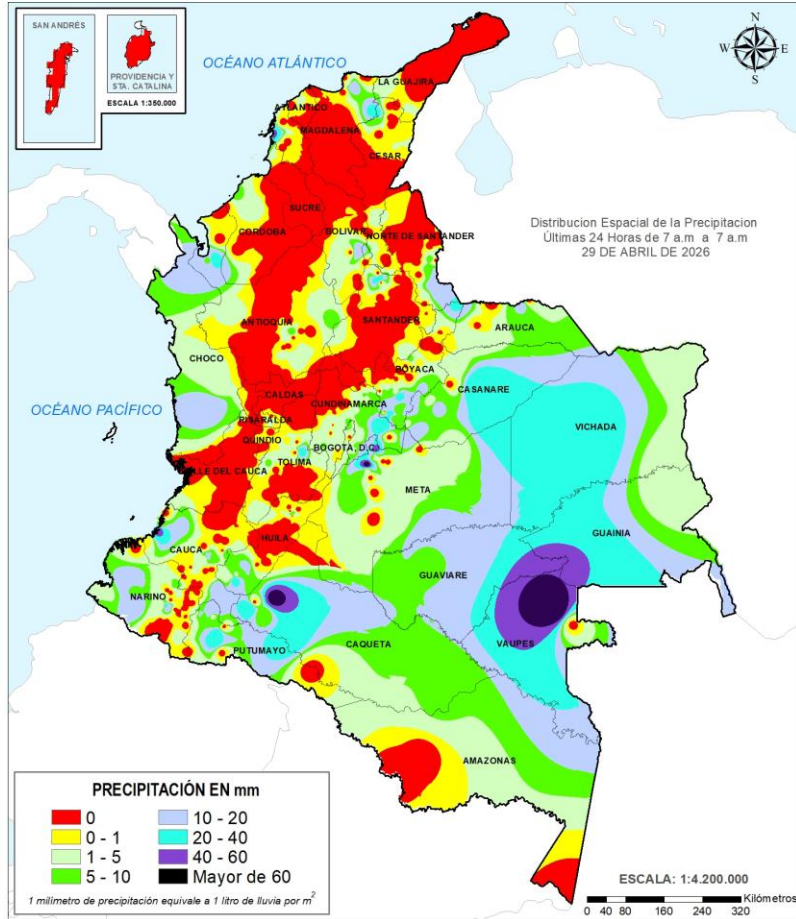 SAN ANDRÉS
PROVIDENCIA Y
STA. CATALINA
ESCALA 1:350.000
OCÉANO ATLÁNTICO
N
W E
S
LA GUAJIRA
ATLANTICO
MAGDALENA
CESAR
SUCRE
CORDOBA
BOLIVAR
NORTE DE SANTANDER
Distribucion Espacial de la Precipitacion
Últimas 24 Horas de 7 a.m a 7 a.m
29 DE ABRIL DE 2026
ANTIOQUIA
SANTANDER
ARAUCA
CHOCO
BOYACA
CASANARE
CALDAS
CUNDINAMARCA
OCÉANO PACÍFICO
RISARALDA
VICHADA
QUINDIO
BOGOTA, D.C.
TOLIMA
VALLE DEL CAUCA
META
GUAINIA
HUILA
CAUCA
GUAVIARE
NARIÑO
VAUPES
CAQUETA
PUTUMAYO
AMAZONAS
PRECIPITACIÓN EN mm
0
0 - 1
1 - 5
5 - 10
10 - 20
20 - 40
40 - 60
Mayor de 60
1 milímetro de precipitación equivale a 1 litro de lluvia por m²
ESCALA: 1:4.200.000
Kilómetros
0 40 80 160 240 320